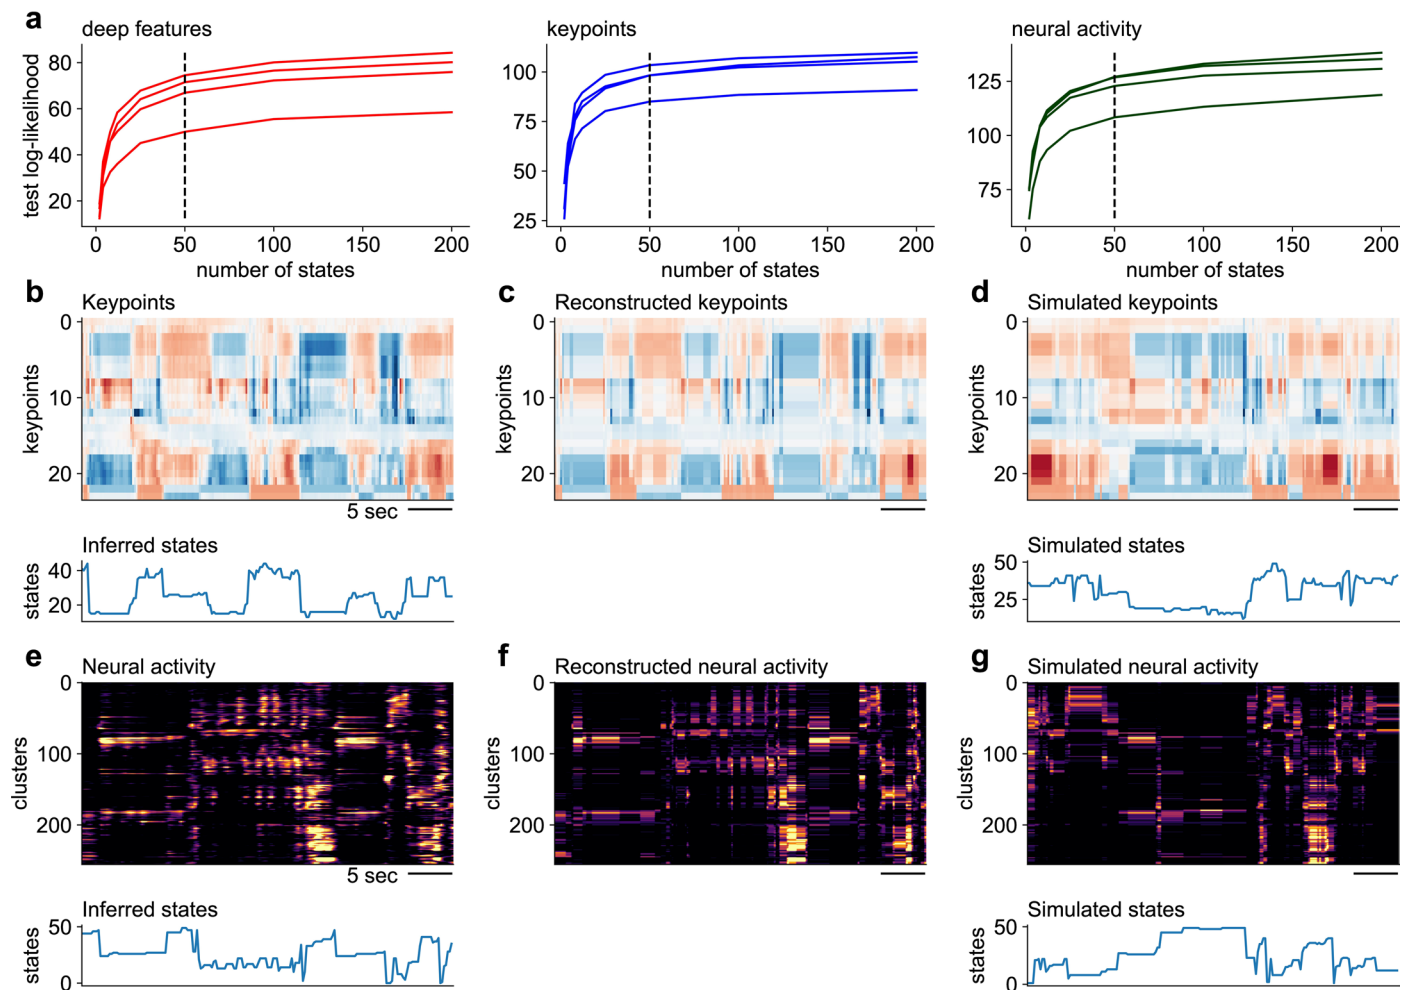 a
deep features
keypoints
neural activity
test log-likelihood
80
60
40
20
0 50 100 150 200
number of states
100
75
50
25
0 50 100 150 200
number of states
125
100
75
0 50 100 150 200
number of states
b Keypoints
c Reconstructed keypoints
d Simulated keypoints
keypoints
0
10
20
5 sec
keypoints
0
10
20
keypoints
0
10
20
Inferred states
states
40
20
Simulated states
states
50
25
e Neural activity
f Reconstructed neural activity
g Simulated neural activity
clusters
0
100
200
5 sec
clusters
0
100
200
clusters
0
100
200
Inferred states
states
50
0
Simulated states
states
50
0